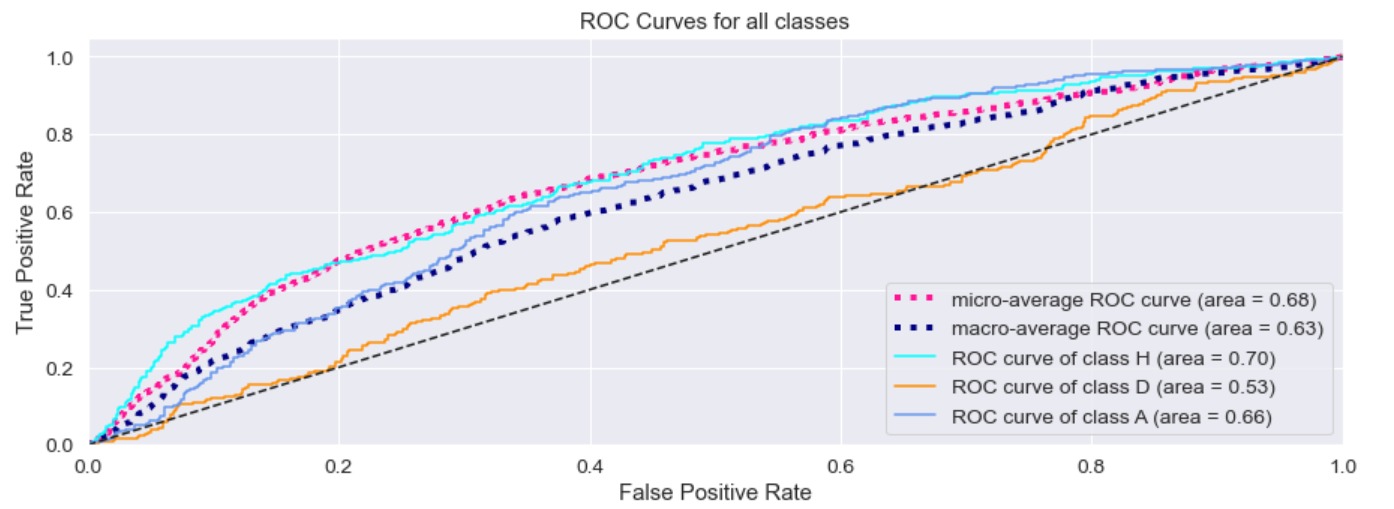 ROC Curves for all classes
1.0
0.8
0.6
0.4
0.2
0.0
True Positive Rate
micro-average ROC curve (area = 0.68)
macro-average ROC curve (area = 0.63)
ROC curve of class H (area = 0.70)
ROC curve of class D (area = 0.53)
ROC curve of class A (area = 0.66)
0.0 0.2 0.4 0.6 0.8 1.0
False Positive Rate